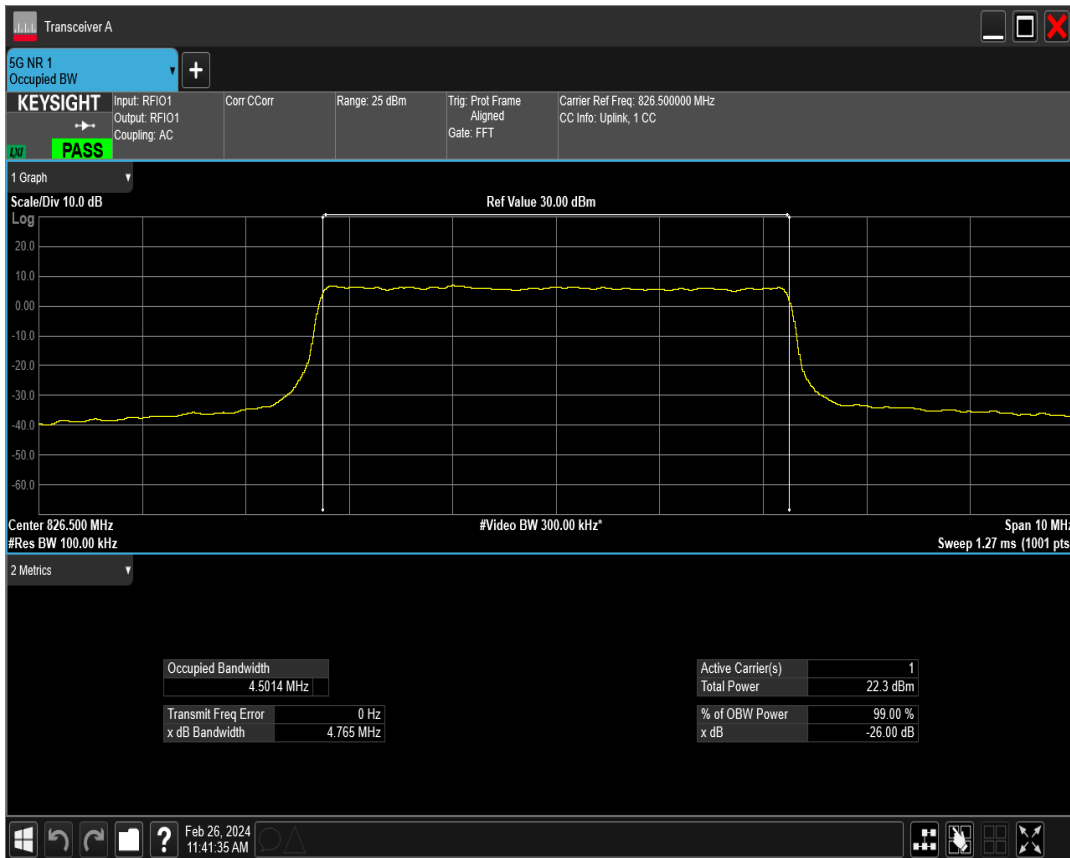 Transceiver A
5G NR 1
Occupied BW
KEYSIGHT
LXI
PASS
Input: RFIO1
Output: RFIO1
Coupling: AC
Corr CCorr
Range: 25 dBm
Trig: Prot Frame
Aligned
Gate: FFT
Carrier Ref Freq: 826.500000 MHz
CC Info: Uplink, 1 CC
1 Graph
Scale/Div 10.0 dB
Ref Value 30.00 dBm
Log
20.0
10.0
0.00
-10.0
-20.0
-30.0
-40.0
-50.0
-60.0
Center 826.500 MHz
#Video BW 300.00 kHz*
Span 10 MHz
#Res BW 100.00 kHz
Sweep 1.27 ms (1001 pts
2 Metrics
Occupied Bandwidth
4.5014 MHz
Transmit Freq Error 0 Hz
x dB Bandwidth 4.765 MHz
Active Carrier(s) 1
Total Power 22.3 dBm
% of OBW Power 99.00 %
x dB -26.00 dB
?
Feb 26, 2024
11:41:35 AM